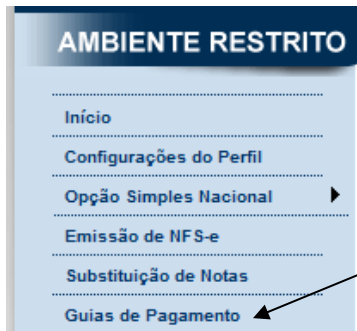 AMBIENTE RESTRITO
Início
Configurações do Perfil
Opção Simples Nacional
Emissão de NFS-e
Substituição de Notas
Guias de Pagamento